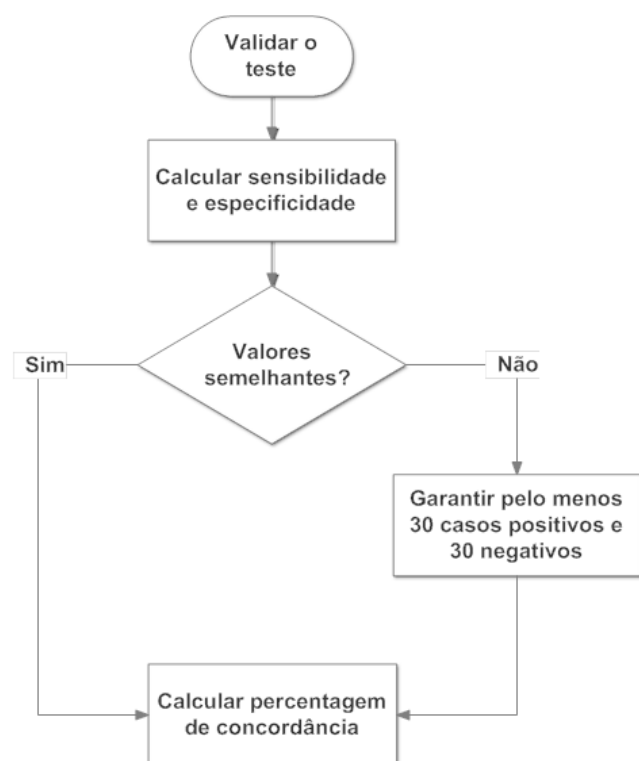 Validar o
teste
Calcular sensibilidade
e especificidade
Valores
semelhantes?
Sim
Não
Garantir pelo menos
30 casos positivos e
30 negativos
Calcular percentagem
de concordância